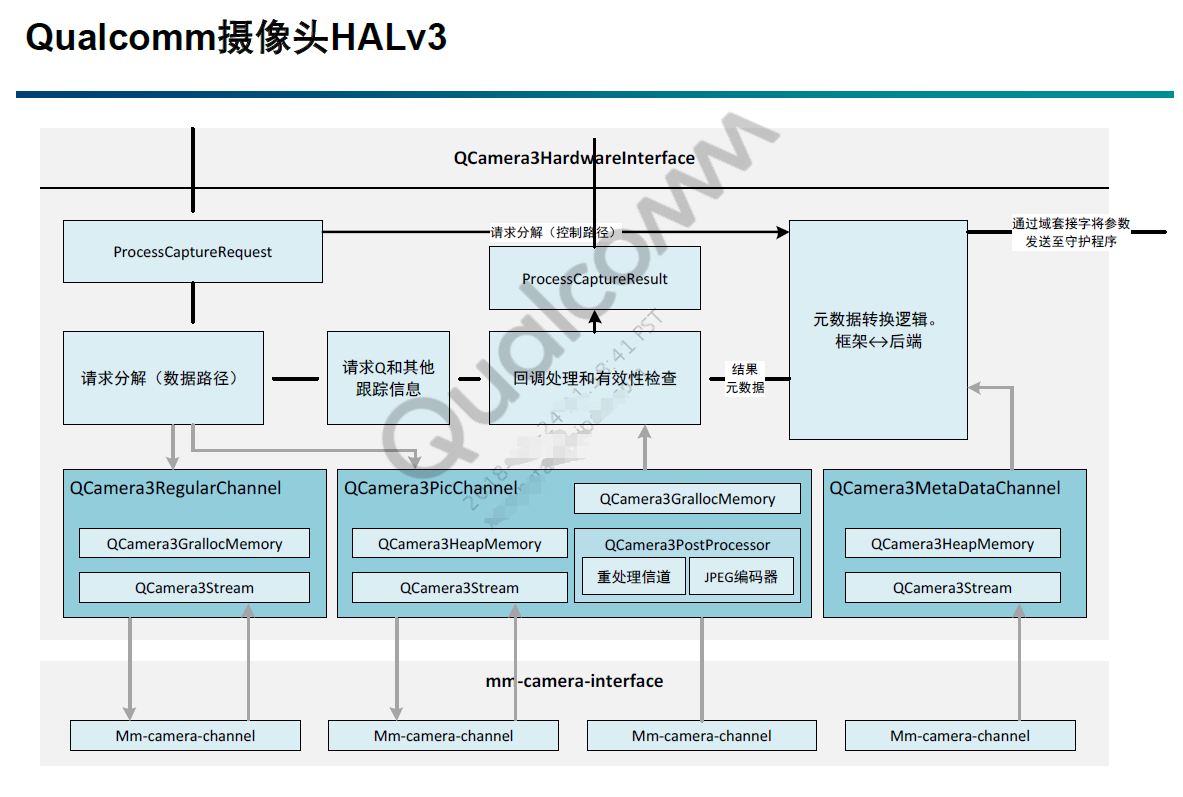 Qualcomm摄像头HALv3
QCamera3HardwareInterface
ProcessCaptureRequest
请求分解（控制路径）
ProcessCaptureResult
通过域套接字将参数
发送至守护程序
元数据转换逻辑。
框架↔后端
请求分解（数据路径）
请求Q和其他
跟踪信息
回调处理和有效性检查
结果
元数据
QCamera3RegularChannel
QCamera3GrallocMemory
QCamera3Stream
QCamera3PicChannel
QCamera3HeapMemory
QCamera3Stream
QCamera3GrallocMemory
QCamera3PostProcessor
重处理信道
JPEG编码器
QCamera3MetaDataChannel
QCamera3HeapMemory
QCamera3Stream
mm-camera-interface
Mm-camera-channel
Mm-camera-channel
Mm-camera-channel
Mm-camera-channel
Qualcomm